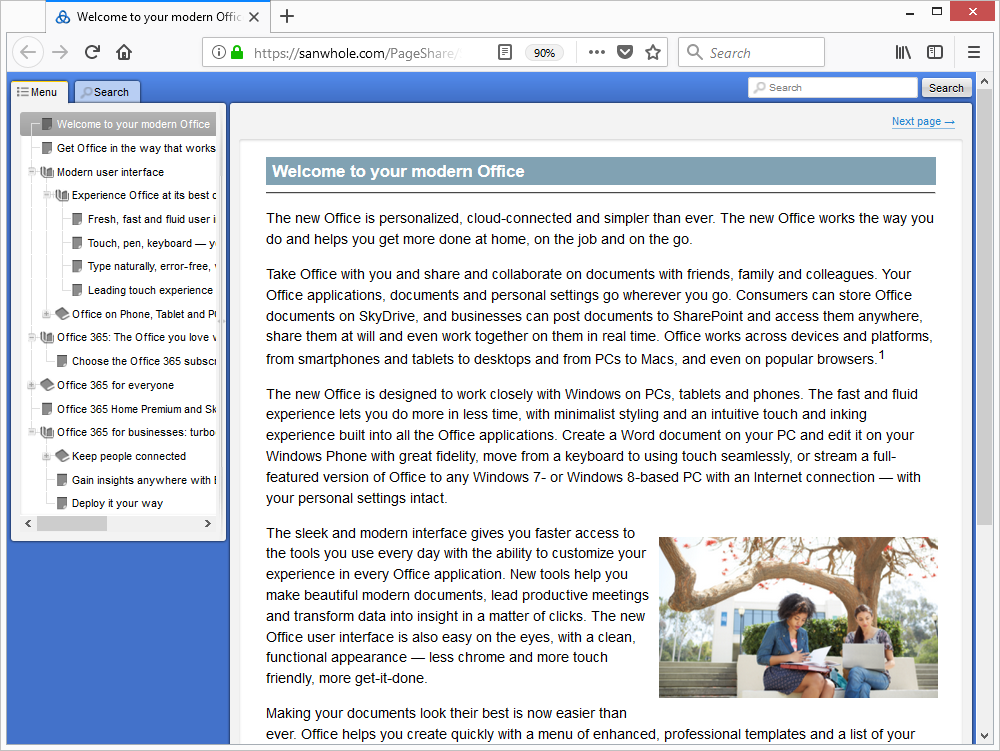 Welcome to your modern Offic
https://sanwhole.com/PageShare/
90%
Search
Menu
Search
Search
Search
Welcome to your modern Office
Get Office in the way that works
Modern user interface
Experience Office at its best o
Fresh, fast and fluid user i
Touch, pen, keyboard — y
Type naturally, error-free,
Leading touch experience
Office on Phone, Tablet and P
Office 365: The Office you love
Choose the Office 365 subsc
Office 365 for everyone
Office 365 Home Premium and Sk
Office 365 for businesses: turbo
Keep people connected
Gain insights anywhere with
Deploy it your way
Next page →
Welcome to your modern Office
The new Office is personalized, cloud-connected and simpler than ever. The new Office works the way you
do and helps you get more done at home, on the job and on the go.
Take Office with you and share and collaborate on documents with friends, family and colleagues. Your
Office applications, documents and personal settings go wherever you go. Consumers can store Office
documents on SkyDrive, and businesses can post documents to SharePoint and access them anywhere,
share them at will and even work together on them in real time. Office works across devices and platforms,
from smartphones and tablets to desktops and from PCs to Macs, and even on popular browsers.1
The new Office is designed to work closely with Windows on PCs, tablets and phones. The fast and fluid
experience lets you do more in less time, with minimalist styling and an intuitive touch and inking
experience built into all the Office applications. Create a Word document on your PC and edit it on your
Windows Phone with great fidelity, move from a keyboard to using touch seamlessly, or stream a full-
featured version of Office to any Windows 7- or Windows 8-based PC with an Internet connection — with
your personal settings intact.
The sleek and modern interface gives you faster access to
the tools you use every day with the ability to customize your
experience in every Office application. New tools help you
make beautiful modern documents, lead productive meetings
and transform data into insight in a matter of clicks. The new
Office user interface is also easy on the eyes, with a clean,
functional appearance — less chrome and more touch
friendly, more get-it-done.
Making your documents look their best is now easier than
ever. Office helps you create quickly with a menu of enhanced, professional templates and a list of your